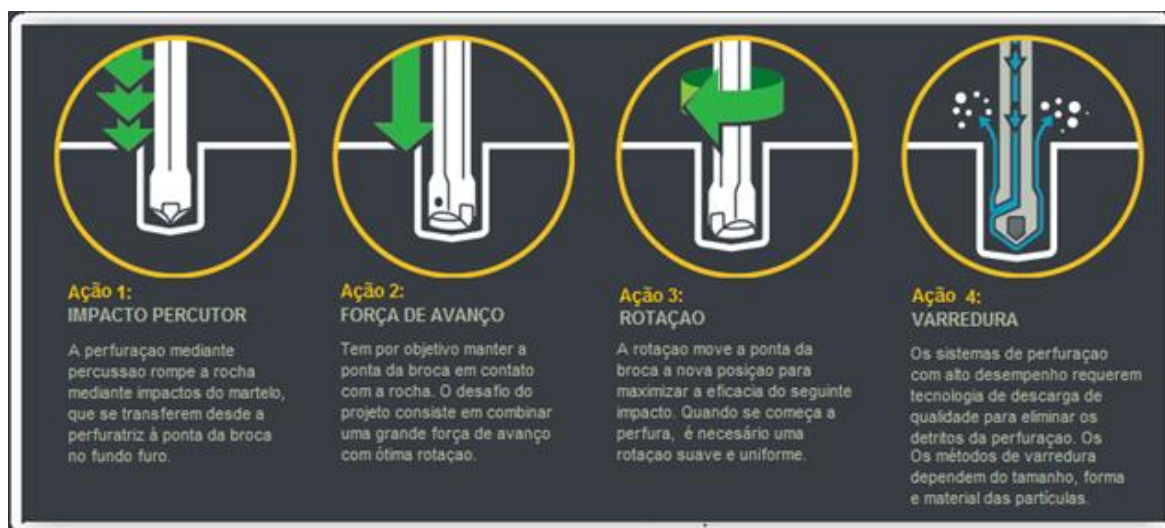 Ação 1:
IMPACTO PERCUTOR
A perfuraçao mediante
percussao rompe a rocha
mediante impactos do martelo,
que se transferem desde a
perfuratriz à ponta da broca
no fundo furo.
Ação 2:
FORÇA DE AVANÇO
Tem por objetivo manter a
ponta da broca em contato
com a rocha. O desafio do
projeto consiste em combinar
uma grande força de avanço
com ótima rotaçao.
Ação 3:
ROTAÇAO
A rotaçao move a ponta da
broca a nova posiçao para
maximizar a eficacia do seguinte
impacto. Quando se começa a
perfura, é necesário uma
rotaçao suave e uniforme.
Ação 4:
VARREDURA
Os sistemas de perfuraçao
com alto desempenho requerem
tecnologia de descarga de
qualidade para eliminar os
detritos da perfuraçao. Os
Os métodos de varredura
dependem do tamanho, forma
e material das partículas.